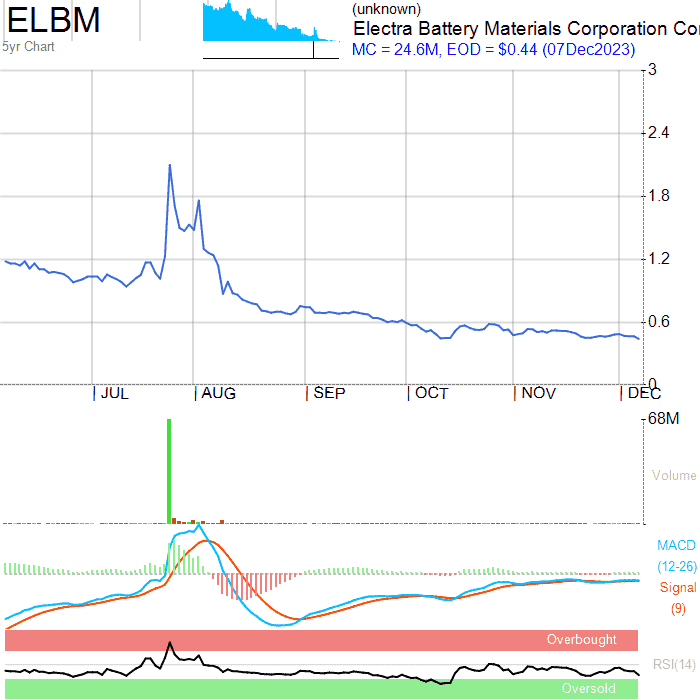 ELBM
5yr Chart
(unknown)
Electra Battery Materials Corporation Cor
MC = 24.6M, EOD = $0.44 (07Dec2023)
3
2.4
1.8
1.2
0.6
0
JUL AUG SEP OCT NOV DEC
68M
Volume
MACD
(12-26)
Signal
(9)
Overbought
RSI(14)
Oversold